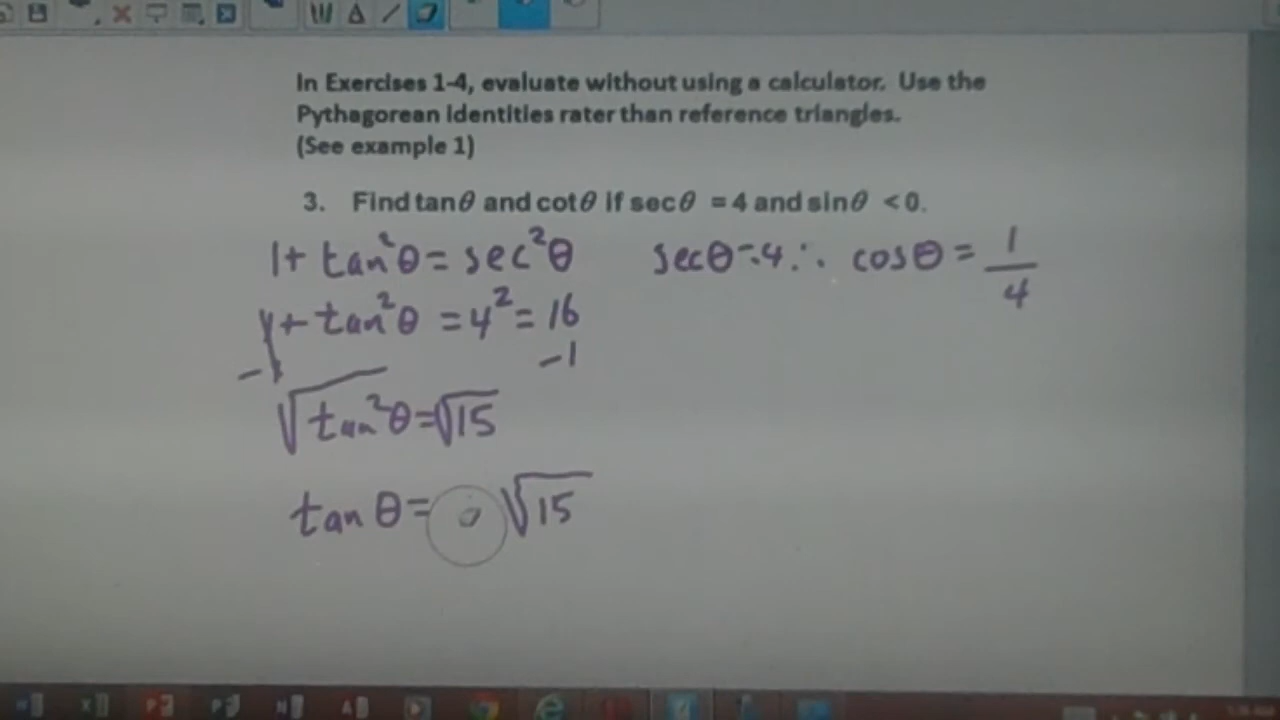 In Exercises 1-4, evaluate without using a calculator. Use the
Pythagorean identities rater than reference triangles.
(See example 1)
3. Find tanθ and cotθ if secθ = 4 and sinθ < 0.
1 + tan²θ = sec²θ secθ = 4 ∴ cosθ = 1/4
1 + tan²θ = 4² = 16
-1 -1
√tan²θ = √15
tan θ = √15